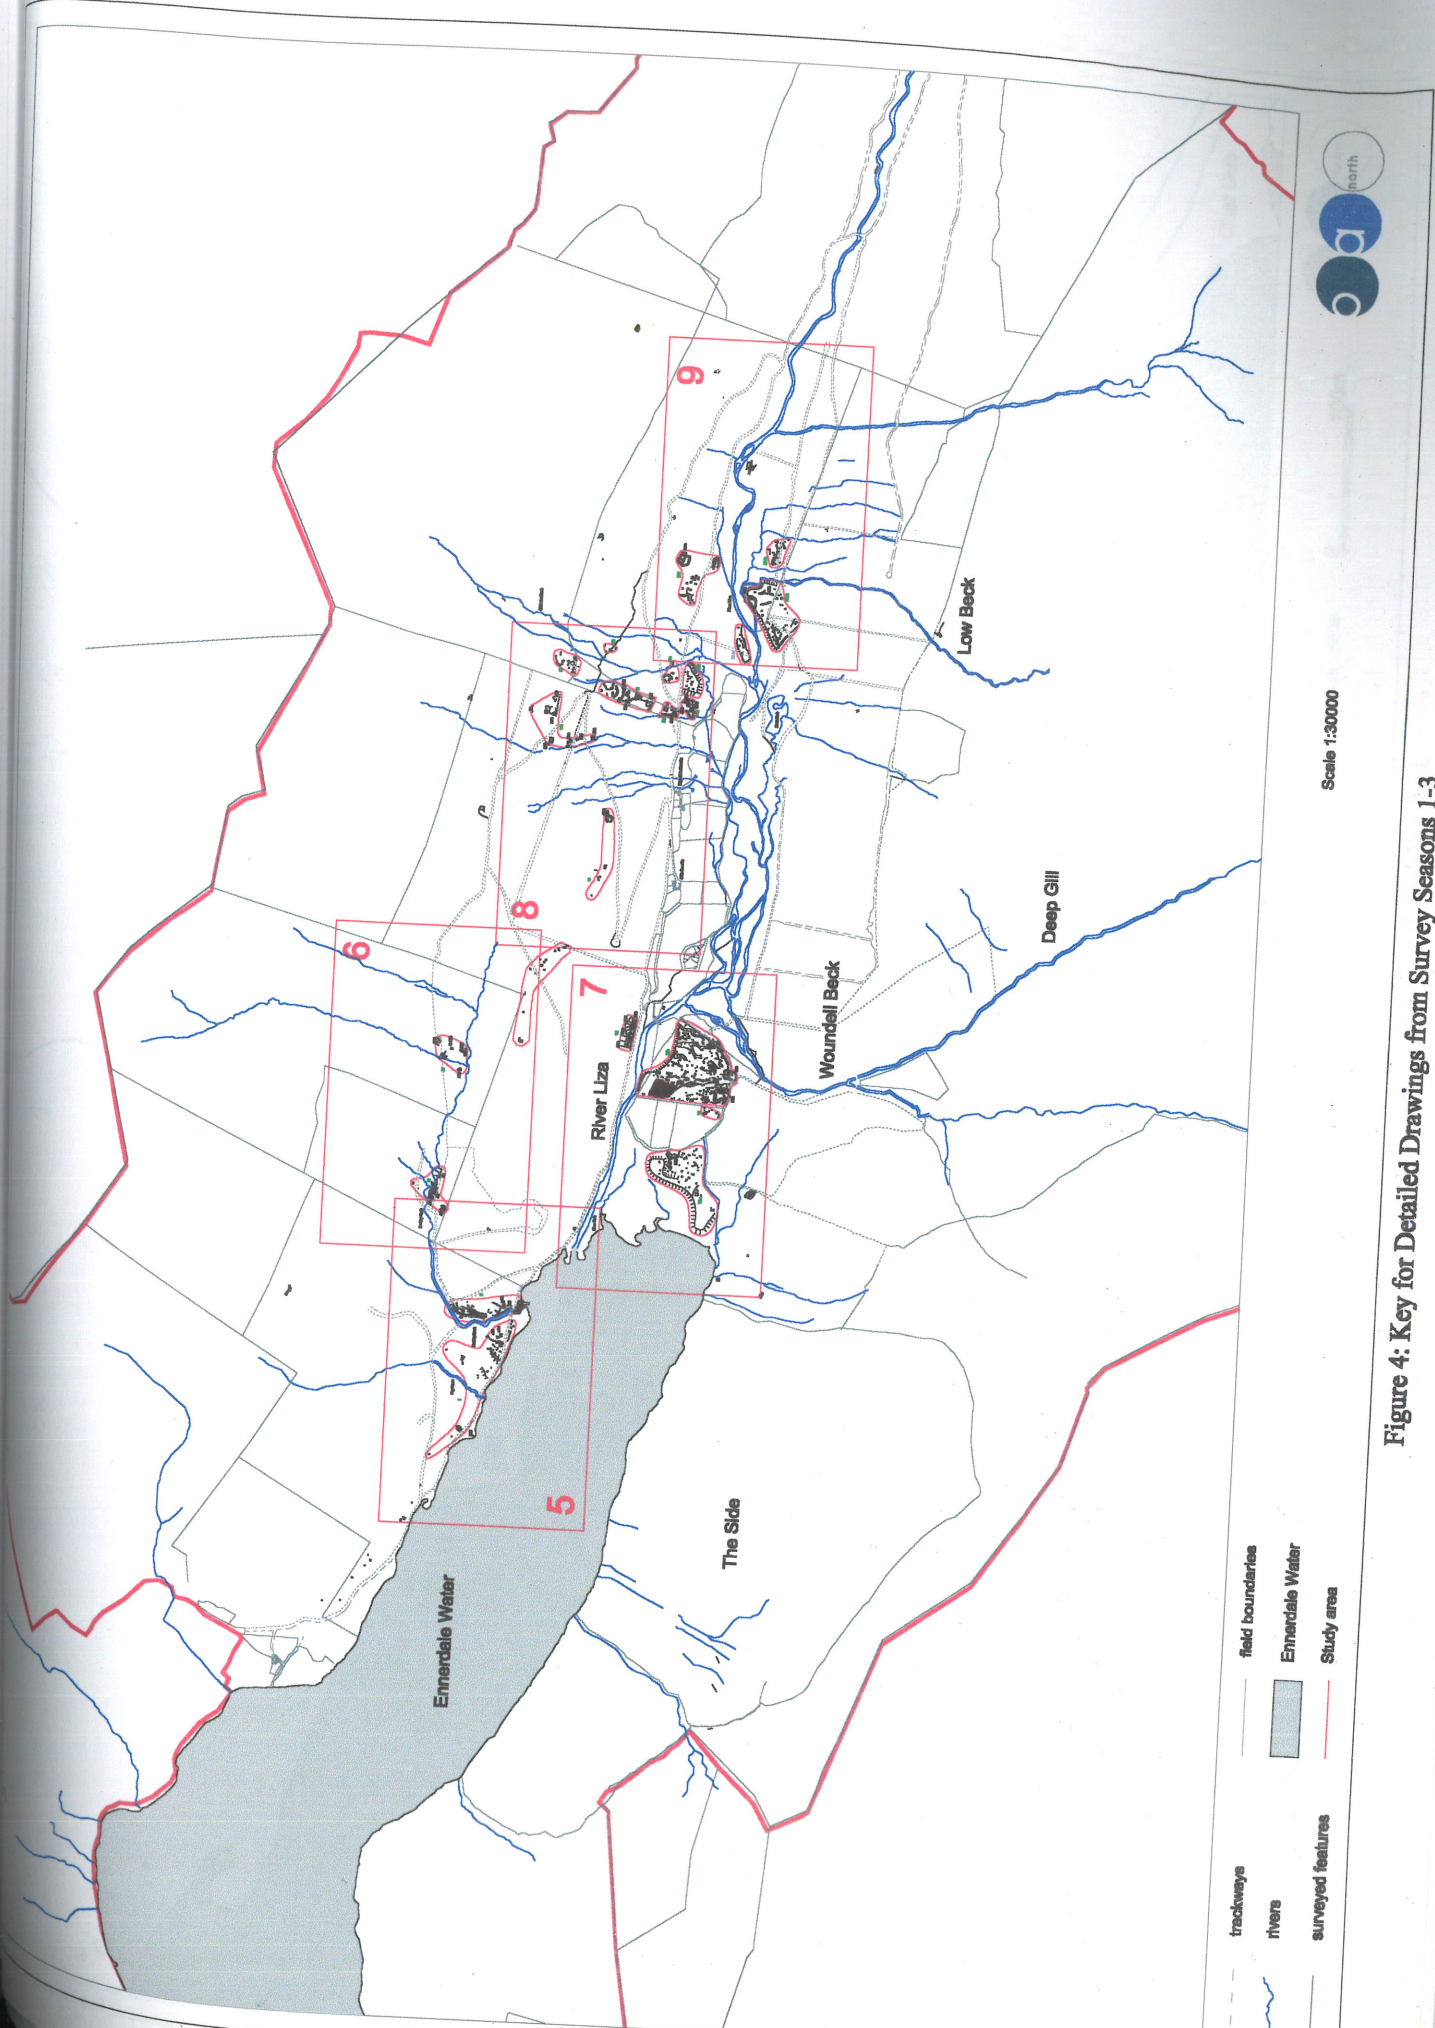 6
8
9
7
5
River Liza
Ennerdale Water
The Side
Woundell Beck
Deep Gill
Low Beck
trackways
rivers
surveyed features
field boundaries
Ennerdale Water
Study area
Scale 1:30000
oa north
Figure 4: Key for Detailed Drawings from Survey Seasons 1-3